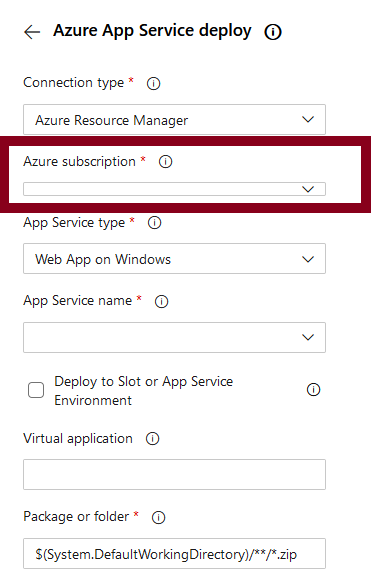 Azure App Service deploy
Connection type *
Azure Resource Manager
Azure subscription *
App Service type *
Web App on Windows
App Service name *
Deploy to Slot or App Service
Environment
Virtual application
Package or folder *
$(System.DefaultWorkingDirectory)/**/*.zip